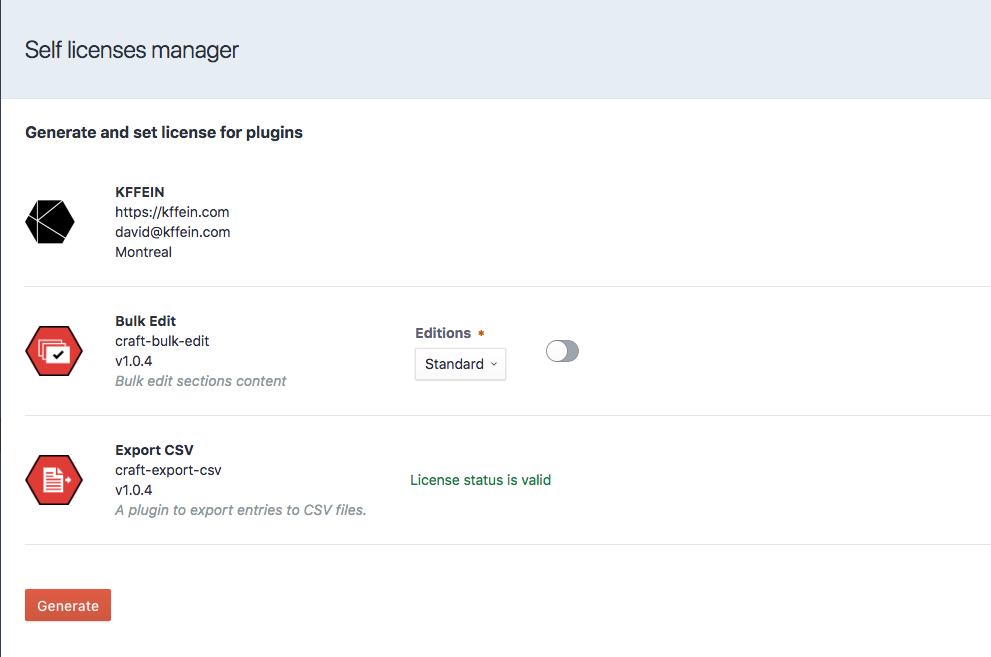 Self licenses manager
Generate and set license for plugins
KFFEIN
https://kffein.com
david@kffein.com
Montreal
Bulk Edit
craft-bulk-edit
v1.0.4
Bulk edit sections content
Editions *
Standard
Export CSV
craft-export-csv
v1.0.4
A plugin to export entries to CSV files.
License status is valid
Generate